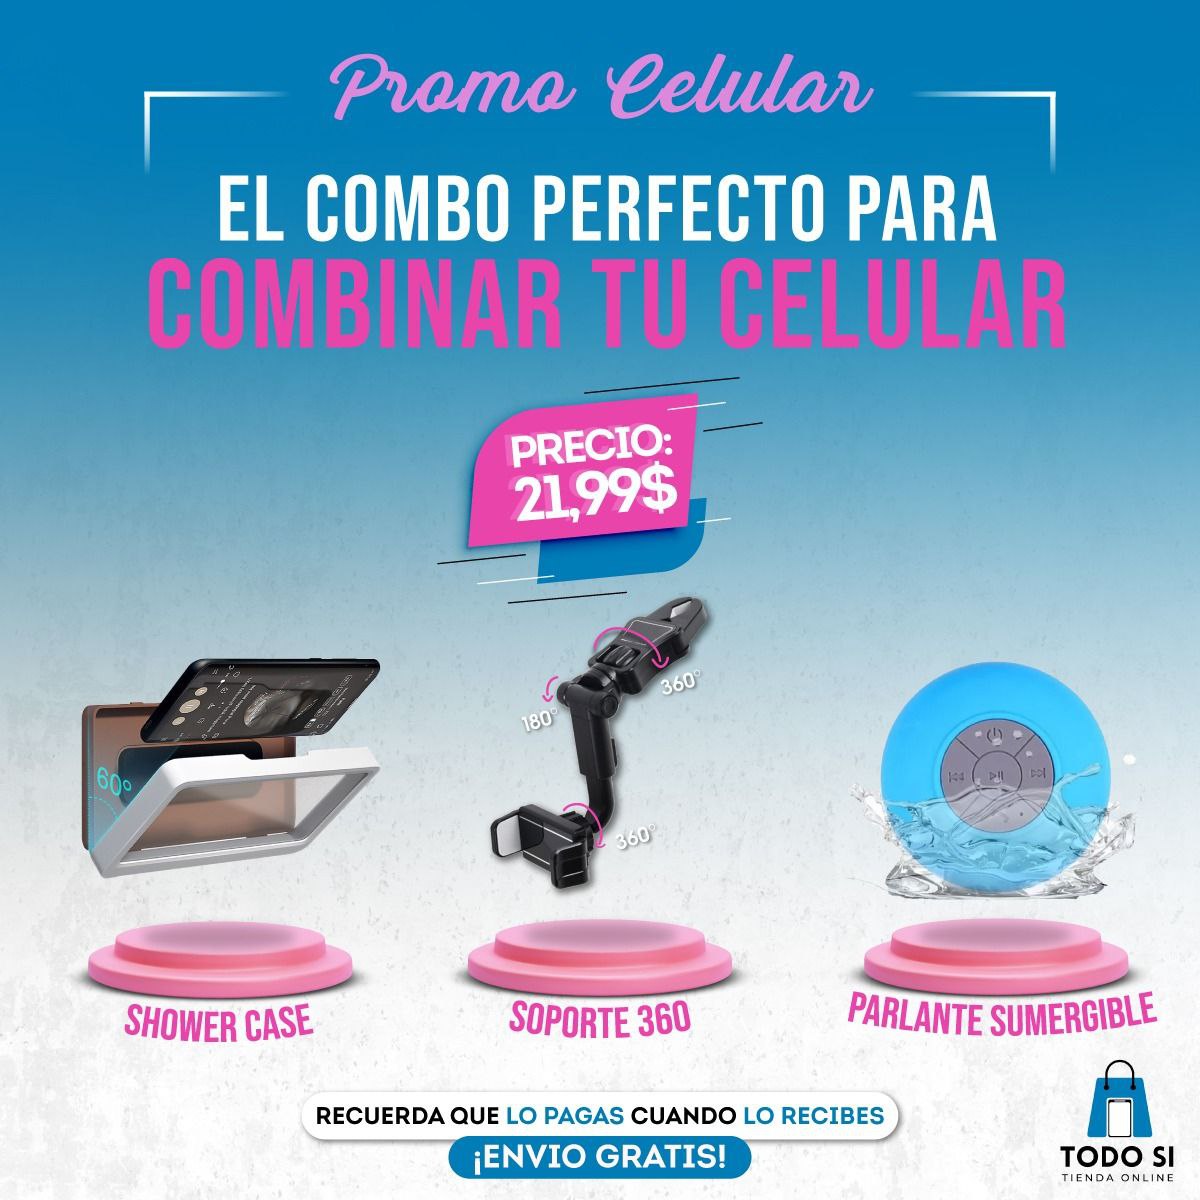 Promo Celular
EL COMBO PERFECTO PARA
COMBINAR TU CELULAR
PRECIO:
21,99$
60°
180°
360°
360°
SHOWER CASE
SOPORTE 360
PARLANTE SUMERGIBLE
RECUERDA QUE LO PAGAS CUANDO LO RECIBES
¡ENVIO GRATIS!
TODO SI
TIENDA ONLINE